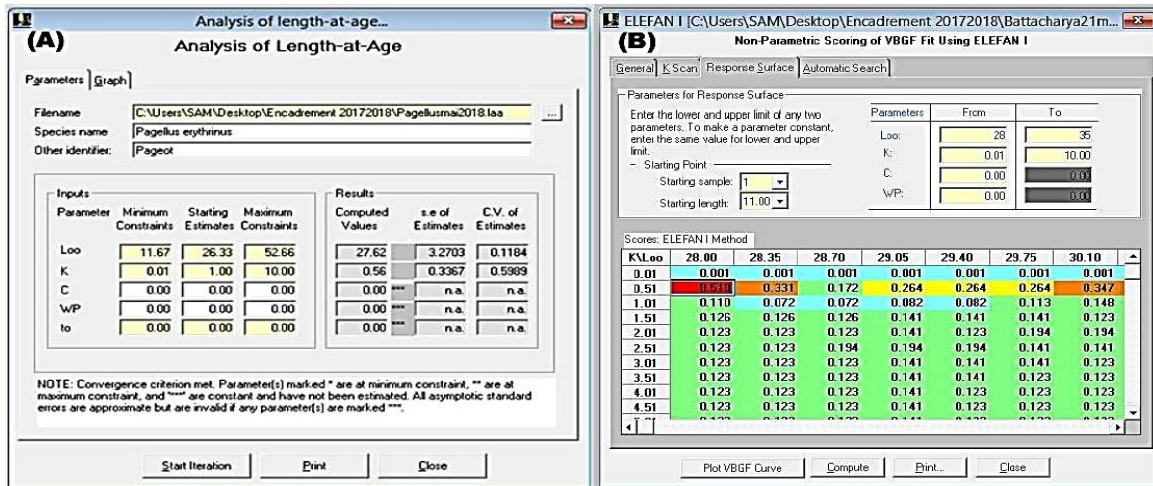 Analysis of length-at-age...
(A)
Analysis of Length-at-Age
Parameters Graph
Filename C:\Users\SAM\Desktop\Encadrement 20172018\Pagellusmai2018.laa ...
Species name Pagellus erythrinus
Other identifier: Pageot
Inputs Results
Parameter Minimum Constraints Starting Estimates Maximum Constraints Computed Values s.e of Estimates C.V. of Estimates
Loo 11.67 26.33 52.66 27.62 3.2703 0.1184
K 0.01 1.00 10.00 0.56 0.3367 0.5989
C 0.00 0.00 0.00 0.00 *** n.a. n.a.
WP 0.00 0.00 0.00 0.00 *** n.a. n.a.
to 0.00 0.00 0.00 0.00 *** n.a. n.a.
NOTE: Convergence criterion met. Parameter(s) marked * are at minimum constraint, ** are at
maximum constraint, and "***" are constant and have not been estimated. All asymptotic standard
errors are approximate but are invalid if any parameter(s) are marked ***.
Start Iteration Print Close
ELEFAN I [C:\Users\SAM\Desktop\Encadrement 20172018\Battacharya21m...
(B)
Non-Parametric Scoring of VBGF Fit Using ELEFAN I
General K Scan Response Surface Automatic Search
Parameters for Response Surface
Enter the lower and upper limit of any two
parameters. To make a parameter constant,
enter the same value for lower and upper
limit.
Starting Point
Starting sample: 1
Starting length: 11.00
Parameters From To
Loo: 28 35
K: 0.01 10.00
C: 0.00 0.00
WP: 0.00 0.00
Scores: ELEFAN I Method
K\Loo 28.00 28.35 28.70 29.05 29.40 29.75 30.10
0.01 0.001 0.001 0.001 0.001 0.001 0.001 0.001
0.51 0.331 0.172 0.264 0.264 0.264 0.347
1.01 0.110 0.072 0.072 0.082 0.082 0.113 0.148
1.51 0.126 0.126 0.126 0.141 0.141 0.141 0.123
2.01 0.123 0.123 0.123 0.141 0.123 0.194 0.194
2.51 0.123 0.123 0.194 0.194 0.194 0.141 0.141
3.01 0.123 0.123 0.123 0.141 0.141 0.141 0.123
3.51 0.123 0.123 0.123 0.141 0.141 0.123 0.123
4.01 0.123 0.123 0.123 0.141 0.123 0.123 0.123
4.51 0.123 0.123 0.123 0.141 0.123 0.123 0.123
Plot VBGF Curve Compute Print... Close